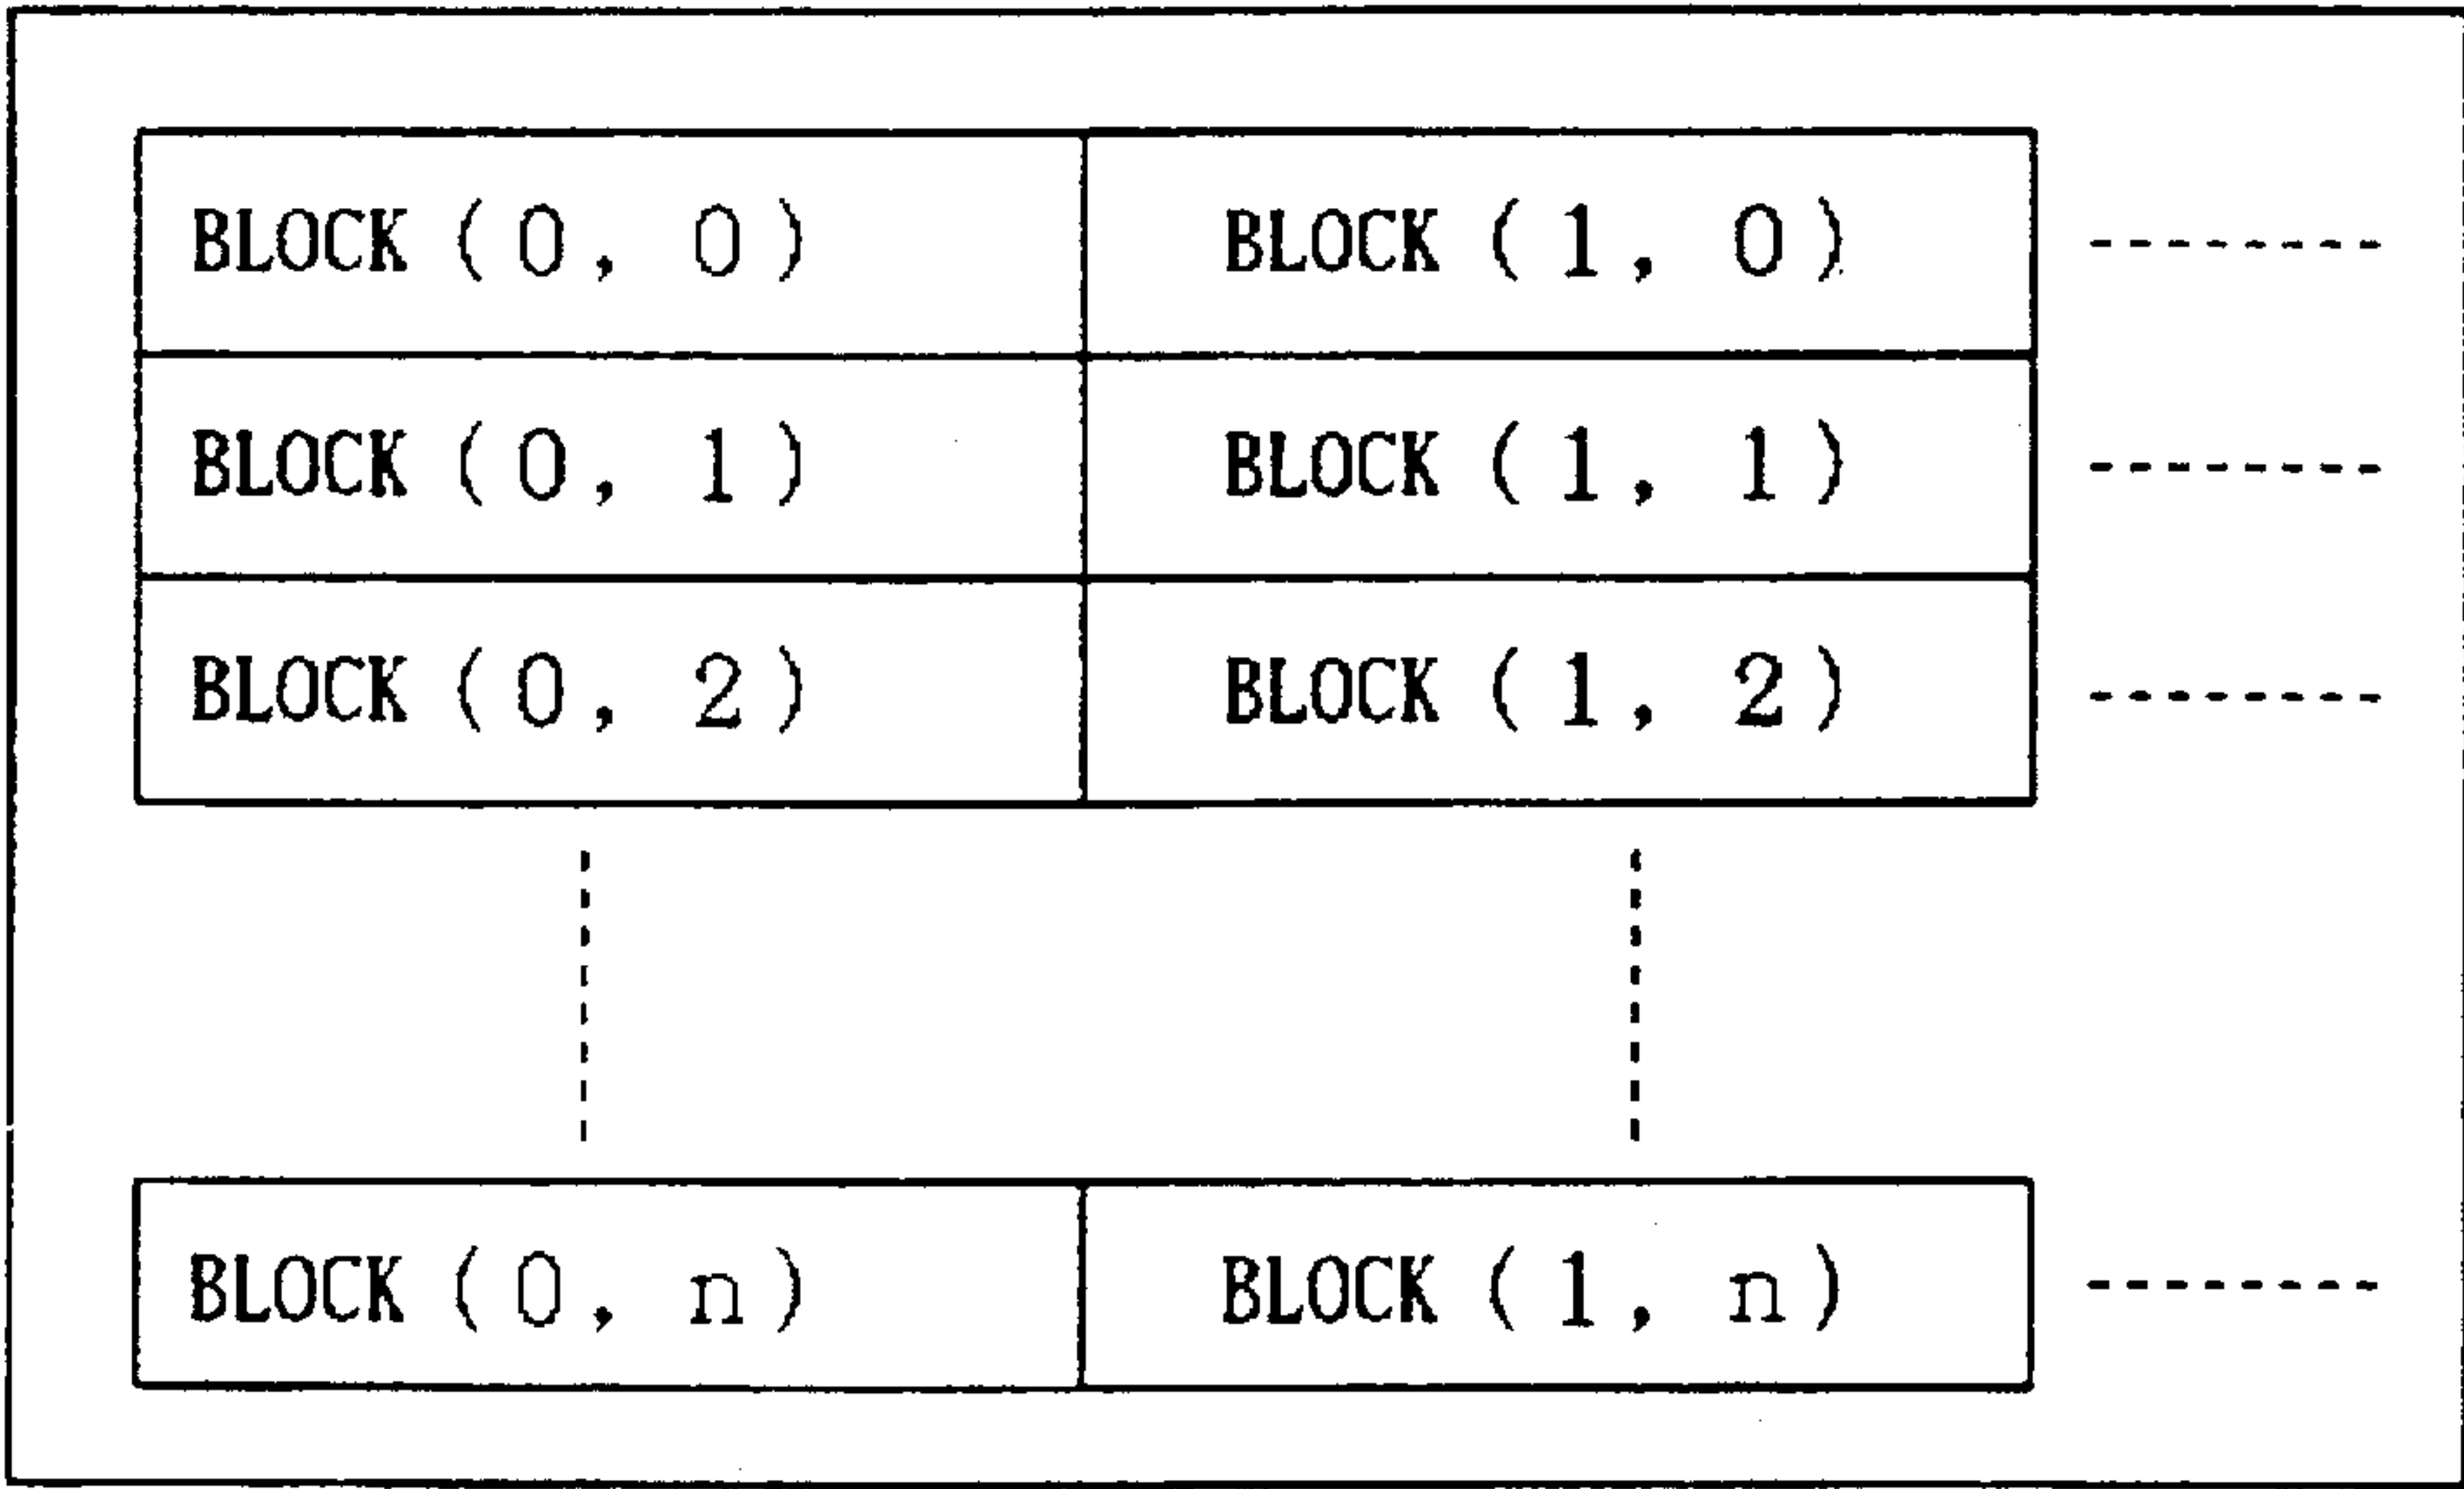 BLOCK (0, 0) BLOCK (1, 0)
BLOCK (0, 1) BLOCK (1, 1)
BLOCK (0, 2) BLOCK (1, 2)
BLOCK (0, n) BLOCK (1, n)